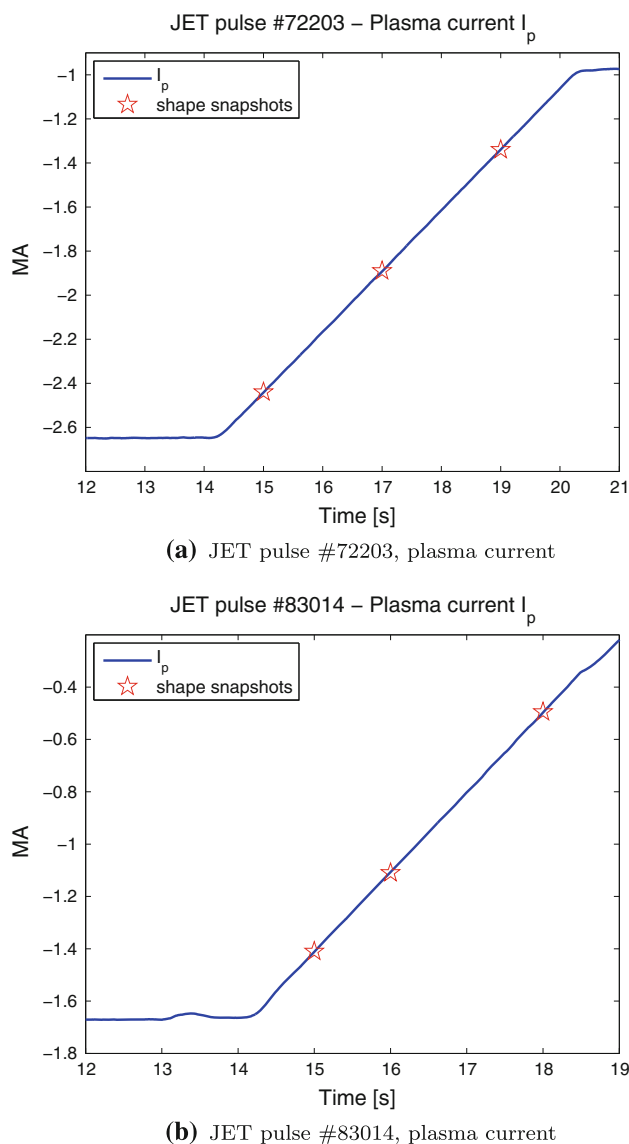 JET pulse #72203 − Plasma current I_p
I_p
shape snapshots
−1
−1.2
−1.4
−1.6
−1.8
−2
−2.2
−2.4
−2.6
MA
12 13 14 15 16 17 18 19 20 21
Time [s]
(a) JET pulse #72203, plasma current
JET pulse #83014 − Plasma current I_p
I_p
shape snapshots
−0.4
−0.6
−0.8
−1
−1.2
−1.4
−1.6
−1.8
MA
12 13 14 15 16 17 18 19
Time [s]
(b) JET pulse #83014, plasma current